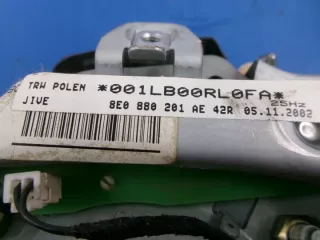 TRW POLEN *001LB00RL0FA*
JIVE 25Hz
8E0 880 201 AE 42R 05.11.2002